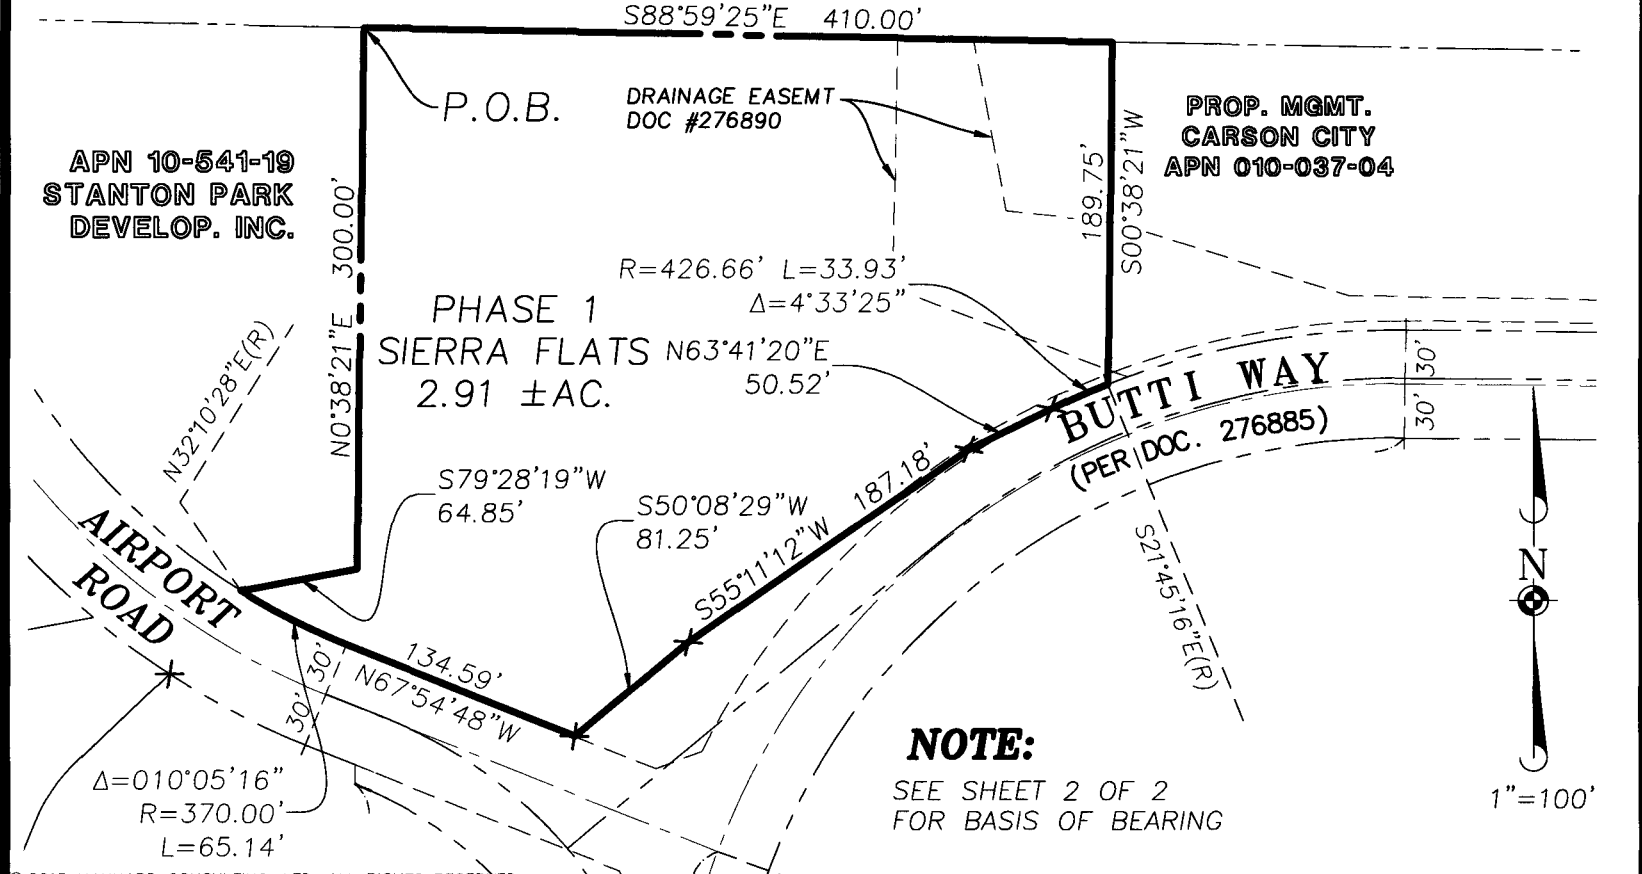 S88°59'25"E 410.00'
P.O.B.
DRAINAGE EASEMT
DOC #276890
PROP. MGMT.
CARSON CITY
APN 010-037-04
APN 10-541-19
STANTON PARK
DEVELOP. INC.
N0°38'21"E 300.00'
189.75'
S00°38'21"W
R=426.66' L=33.93'
Δ=4°33'25"
PHASE 1
SIERRA FLATS
2.91 ±AC.
N63°41'20"E
50.52'
N32°10'28"E(R)
BUTTI WAY
(PER DOC. 276885)
30'
30'
S79°28'19"W
64.85'
S50°08'29"W
81.25'
S55°11'12"W 187.18'
S21°45'16"E(R)
AIRPORT
ROAD
134.59'
N67°54'48"W
30'
30'
Δ=010°05'16"
R=370.00'
L=65.14'
NOTE:
SEE SHEET 2 OF 2
FOR BASIS OF BEARING
N
1"=100'